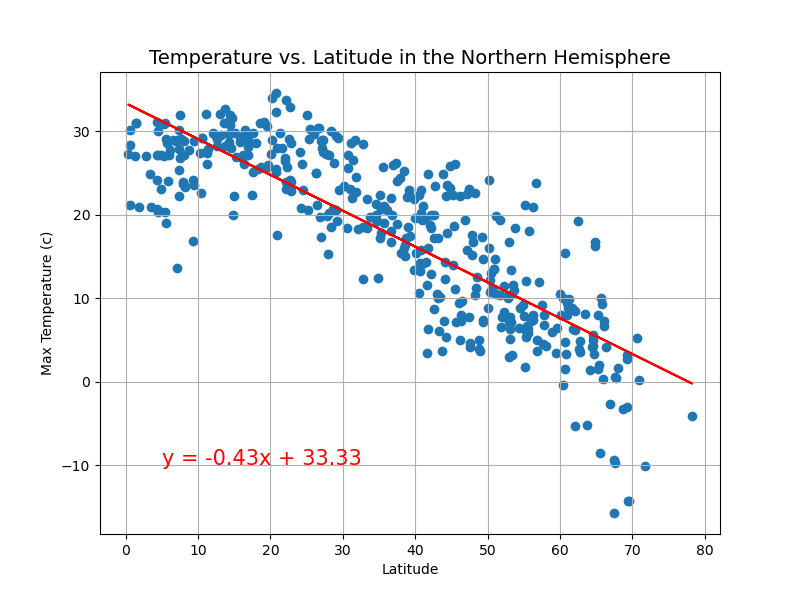 Temperature vs. Latitude in the Northern Hemisphere
Max Temperature (c)
30
20
10
0
−10
y = -0.43x + 33.33
0 10 20 30 40 50 60 70 80
Latitude